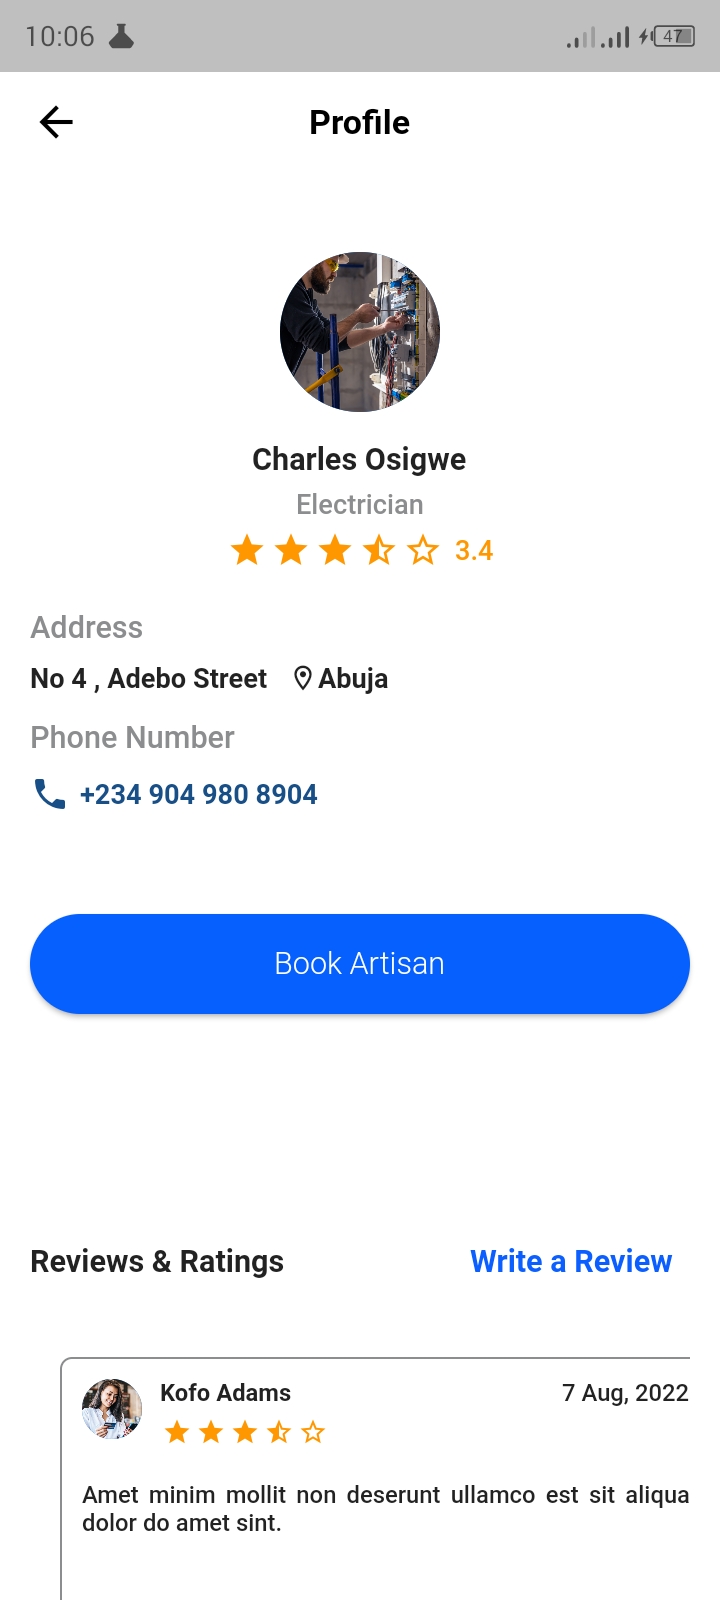 10:06
47
Profile
Charles Osigwe
Electrician
3.4
Address
No 4 , Adebo Street Abuja
Phone Number
+234 904 980 8904
Book Artisan
Reviews & Ratings Write a Review
Kofo Adams 7 Aug, 2022
Amet minim mollit non deserunt ullamco est sit aliqua
dolor do amet sint.